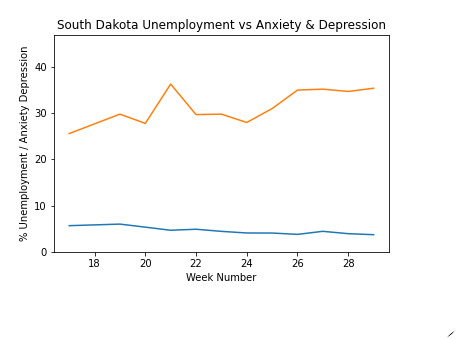 South Dakota Unemployment vs Anxiety & Depression
% Unemployment / Anxiety Depression
40
30
20
10
0
18 20 22 24 26 28
Week Number